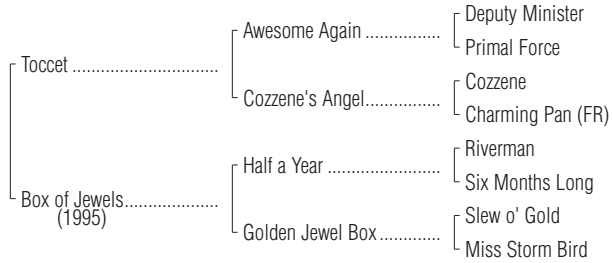 Deputy Minister
Awesome Again ................
Primal Force
Toccet ...............................
Cozzene
Cozzene's Angel................
Charming Pan (FR)
Riverman
Half a Year .....................
Six Months Long
Box of Jewels....................
(1995)
Slew o' Gold
Golden Jewel Box .............
Miss Storm Bird